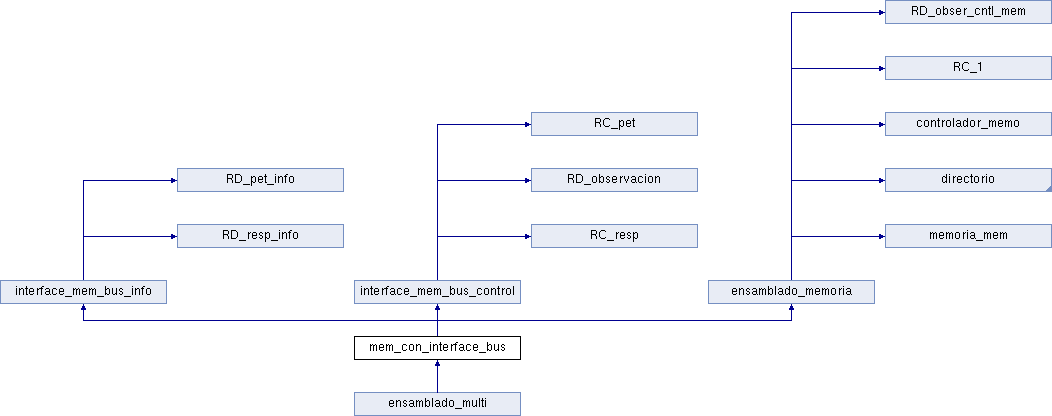 RD_obser_cntl_mem
RC_1
RC_pet
controlador_memo
RD_pet_info
RD_observacion
directorio
RD_resp_info
RC_resp
memoria_mem
interface_mem_bus_info
interface_mem_bus_control
ensamblado_memoria
mem_con_interface_bus
ensamblado_multi